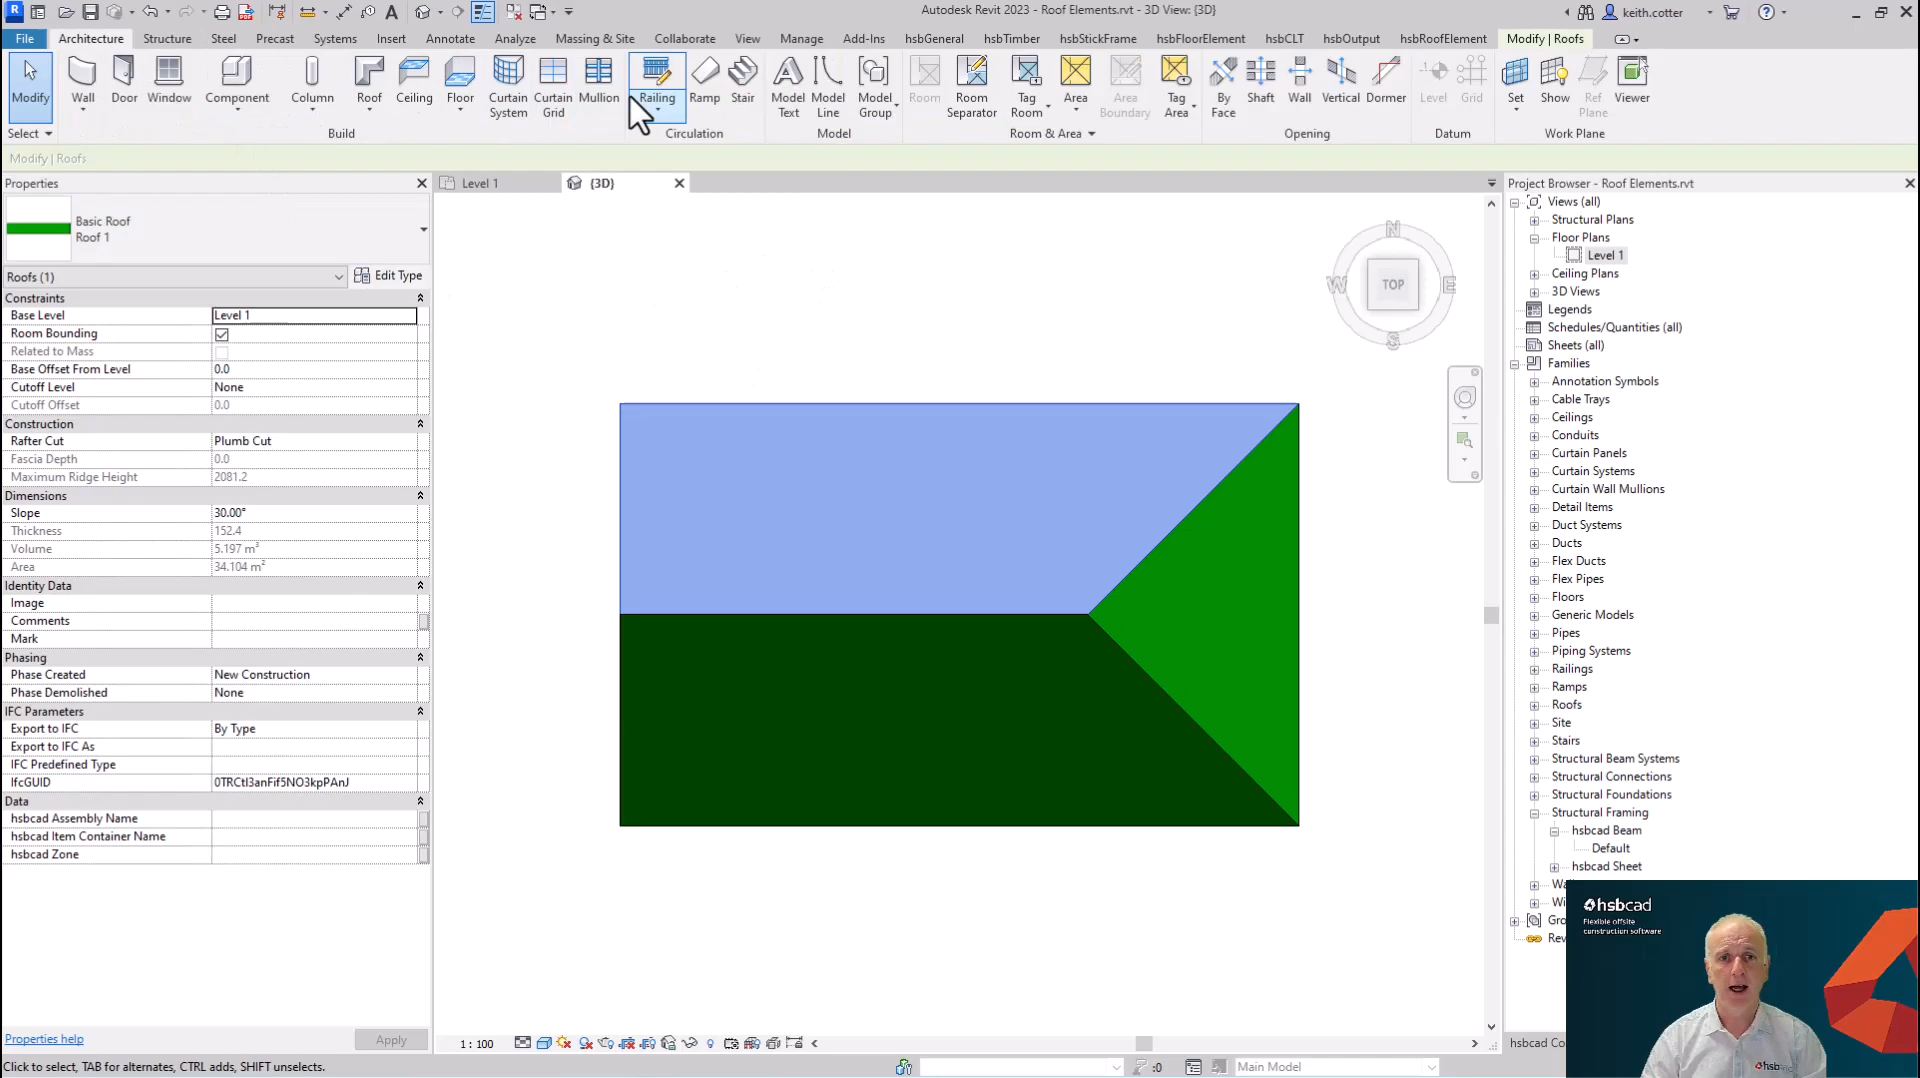 Autodesk Revit 2023 - Roof Elements.rvt - 3D View: {3D}
keith.cotter
File Architecture Structure Steel Precast Systems Insert Annotate Analyze Massing & Site Collaborate View Manage Add-Ins hsbGeneral hsbTimber hsbStickFrame hsbFloorElement hsbCLT hsbOutput hsbRoofElement Modify | Roofs
Modify Wall Door Window Component Column Roof Ceiling Floor Curtain System Curtain Grid Mullion Railing Ramp Stair Model Text Model Line Model Group Room Room Separator Tag Room Area Area Boundary Tag Area By Face Shaft Wall Vertical Dormer Level Grid Set Show Ref Plane Viewer
Select Build Circulation Model Room & Area Opening Datum Work Plane
Modify | Roofs
Properties
Basic Roof
Roof 1
Roofs (1) Edit Type
Constraints
Base Level Level 1
Room Bounding
Related to Mass
Base Offset From Level 0.0
Cutoff Level None
Cutoff Offset 0.0
Construction
Rafter Cut Plumb Cut
Fascia Depth 0.0
Maximum Ridge Height 2081.2
Dimensions
Slope 30.00°
Thickness 152.4
Volume 5.197 m³
Area 34.104 m²
Identity Data
Image
Comments
Mark
Phasing
Phase Created New Construction
Phase Demolished None
IFC Parameters
Export to IFC By Type
Export to IFC As
IFC Predefined Type
IfcGUID 0TRCtI3anFif5NO3kpPAnJ
Data
hsbcad Assembly Name
hsbcad Item Container Name
hsbcad Zone
Properties help Apply
Level 1 {3D}
N
W TOP E
S
1 : 100
Project Browser - Roof Elements.rvt
Views (all)
Structural Plans
Floor Plans
Level 1
Ceiling Plans
3D Views
Legends
Schedules/Quantities (all)
Sheets (all)
Families
Annotation Symbols
Cable Trays
Ceilings
Conduits
Curtain Panels
Curtain Systems
Curtain Wall Mullions
Detail Items
Duct Systems
Ducts
Flex Ducts
Flex Pipes
Floors
Generic Models
Pipes
Piping Systems
Railings
Ramps
Roofs
Site
Stairs
Structural Beam Systems
Structural Connections
Structural Foundations
Structural Framing
hsbcad Beam
Default
hsbcad Sheet
Wa
Wi
Gro
Rev
hsbcad Co
hsbcad
Flexible offsite
construction software
hsbcad
Click to select, TAB for alternates, CTRL adds, SHIFT unselects.
:0 Main Model